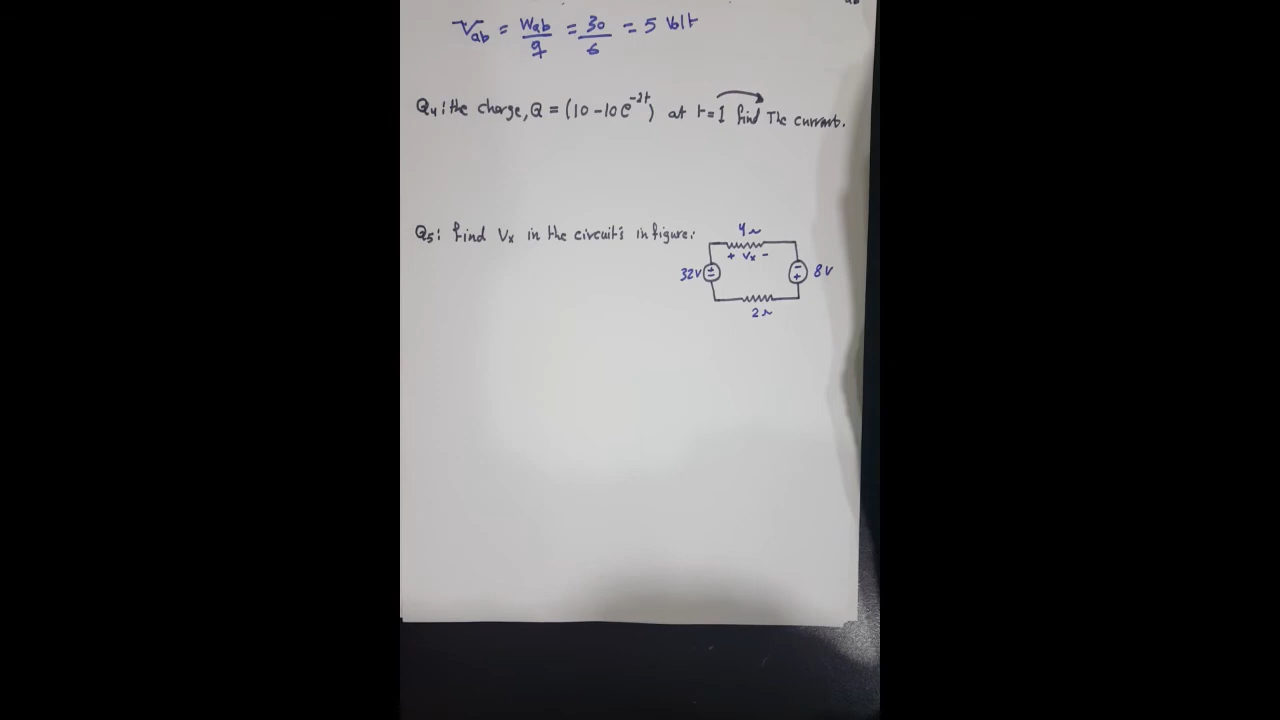 Vab = Wab/q = 30/6 = 5 Volt
Q4: the charge, Q = (10-10e^-2t) at t=1 find The current.
Q5: find Vx in the circuits in figure:
4Ω
+ Vx -
32V
8V
2Ω